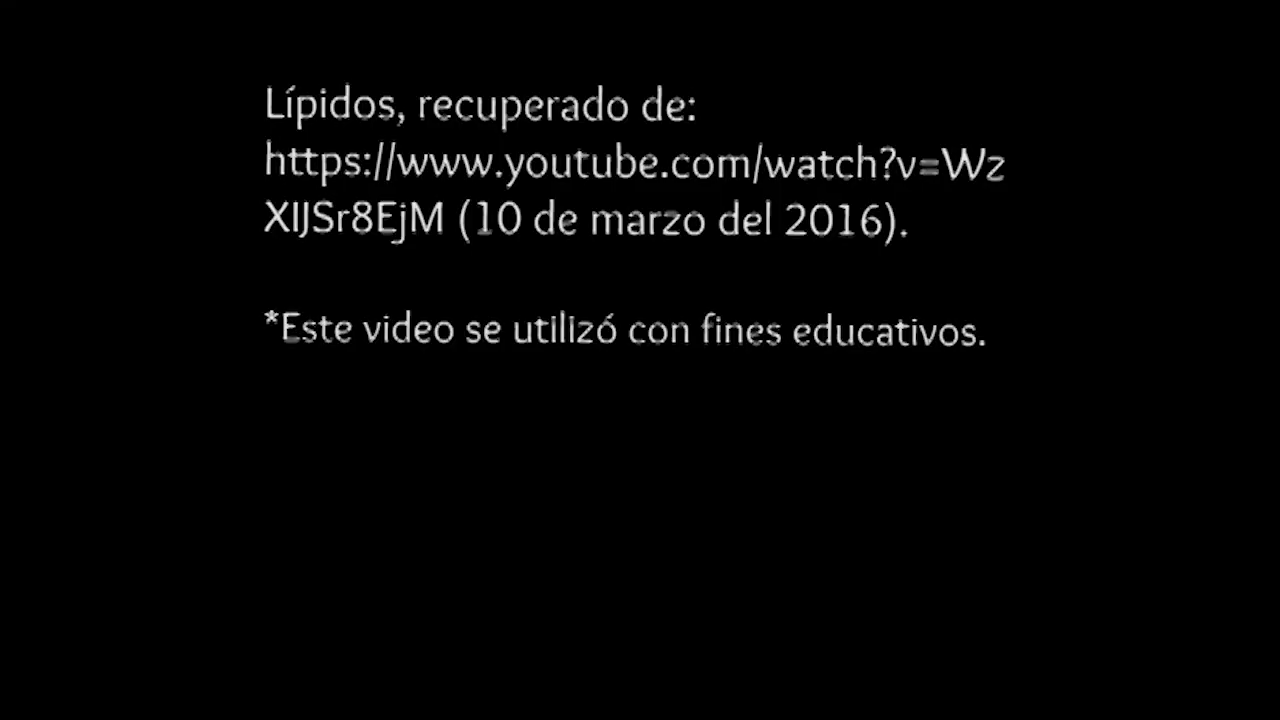 Lípidos, recuperado de:
https://www.youtube.com/watch?v=Wz
XIJSr8EjM (10 de marzo del 2016).
*Este video se utilizó con fines educativos.